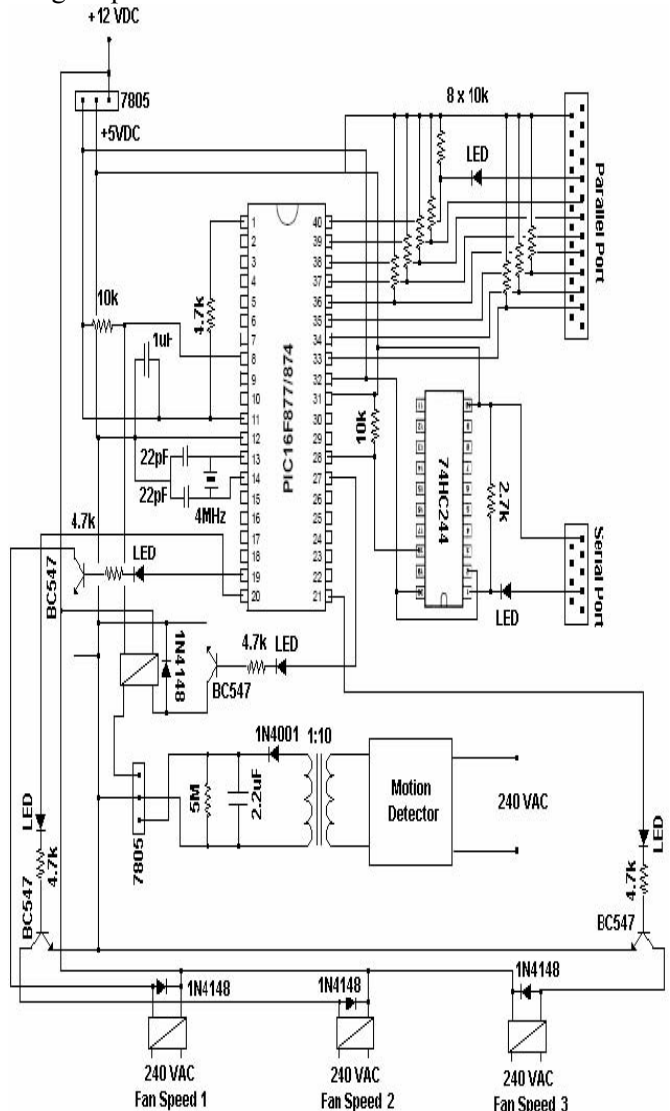 +12 VDC
7805
+5VDC
8 x 10k
LED
Parallel Port
1 40
2 39
3 38
4 37
5 36
6 35
7 34
8 33
9 32
10 31
11 30
12 29
13 28
14 27
15 26
16 25
17 24
18 23
19 22
20 21
PIC16F877/874
4.7k
10k
1uF
22pF
22pF
4MHz
10k
74HC244
2.7k
LED
Serial Port
4.7k
LED
BC547
1N4148
4.7k
LED
BC547
1N4001
1:10
5M
2.2uF
7805
Motion
Detector
240 VAC
LED
4.7k
BC547
LED
4.7k
BC547
1N4148
1N4148
1N4148
240 VAC
Fan Speed 1
240 VAC
Fan Speed 2
240 VAC
Fan Speed 3